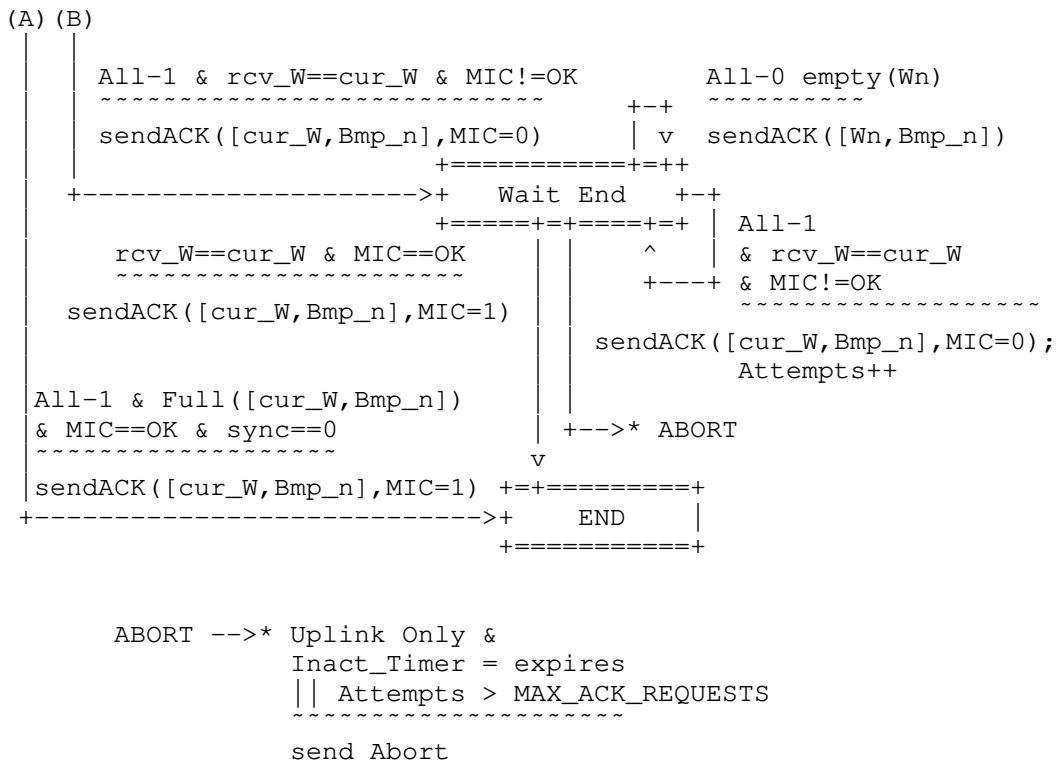 (A)(B)
 |  |
 |  | All-1 & rcv_W==cur_W & MIC!=OK        All-0 empty(Wn)
 |  | ~~~~~~~~~~~~~~~~~~~~~~~~~~~~     +-+  ~~~~~~~~~~
 |  | sendACK([cur_W,Bmp_n],MIC=0)      | v  sendACK([Wn,Bmp_n])
 |  |                      +===========+=++
 |  +--------------------->+   Wait End   +-+
 |                         +=====+=+====+=+ | All-1
 |     rcv_W==cur_W & MIC==OK    | |    ^   | & rcv_W==cur_W
 |     ~~~~~~~~~~~~~~~~~~~~~~    | |    +---+ & MIC!=OK
 |  sendACK([cur_W,Bmp_n],MIC=1) | |          ~~~~~~~~~~~~~~~~~~~
 |                               | | sendACK([cur_W,Bmp_n],MIC=0);
 |                               | |          Attempts++
 |All-1 & Full([cur_W,Bmp_n])    | |
 |& MIC==OK & sync==0            | +-->* ABORT
 |~~~~~~~~~~~~~~~~~~~            v
 |sendACK([cur_W,Bmp_n],MIC=1) +=+=========+
 +---------------------------->+    END    |
                               +===========+
ABORT -->* Uplink Only &
           Inact_Timer = expires
           || Attempts > MAX_ACK_REQUESTS
           ~~~~~~~~~~~~~~~~~~~~~
           send Abort